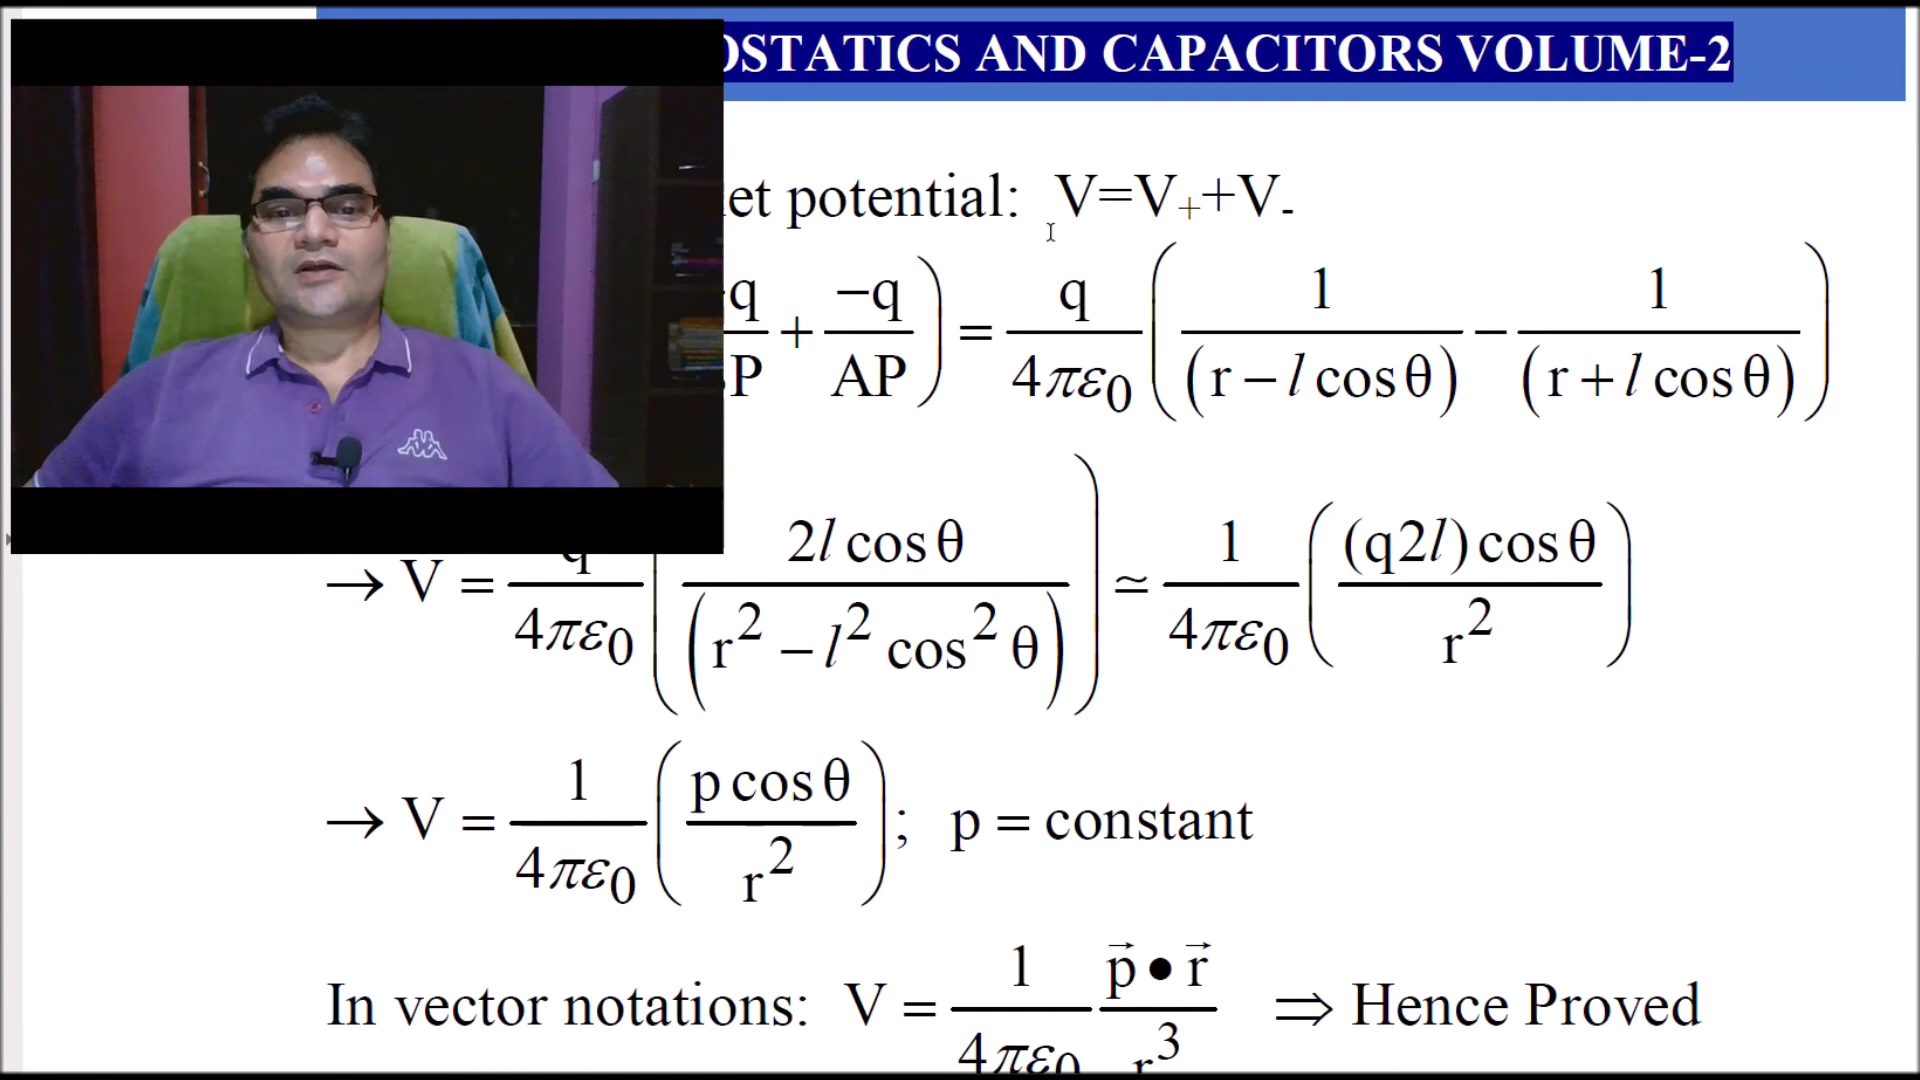 OSTATICS AND CAPACITORS VOLUME-2
et potential: V=V₊+V₋
q/P + −q/AP) = q/4πε₀ (1/(r − l cosθ) − 1/(r + l cosθ))
→ V = q/4πε₀ (2l cosθ/(r² − l² cos² θ)) ≃ 1/4πε₀ ((q2l) cosθ/r²)
→ V = 1/4πε₀ (p cosθ/r²); p = constant
In vector notations: V = 1/4πε₀ p⃗ • r⃗/r³ ⇒ Hence Proved